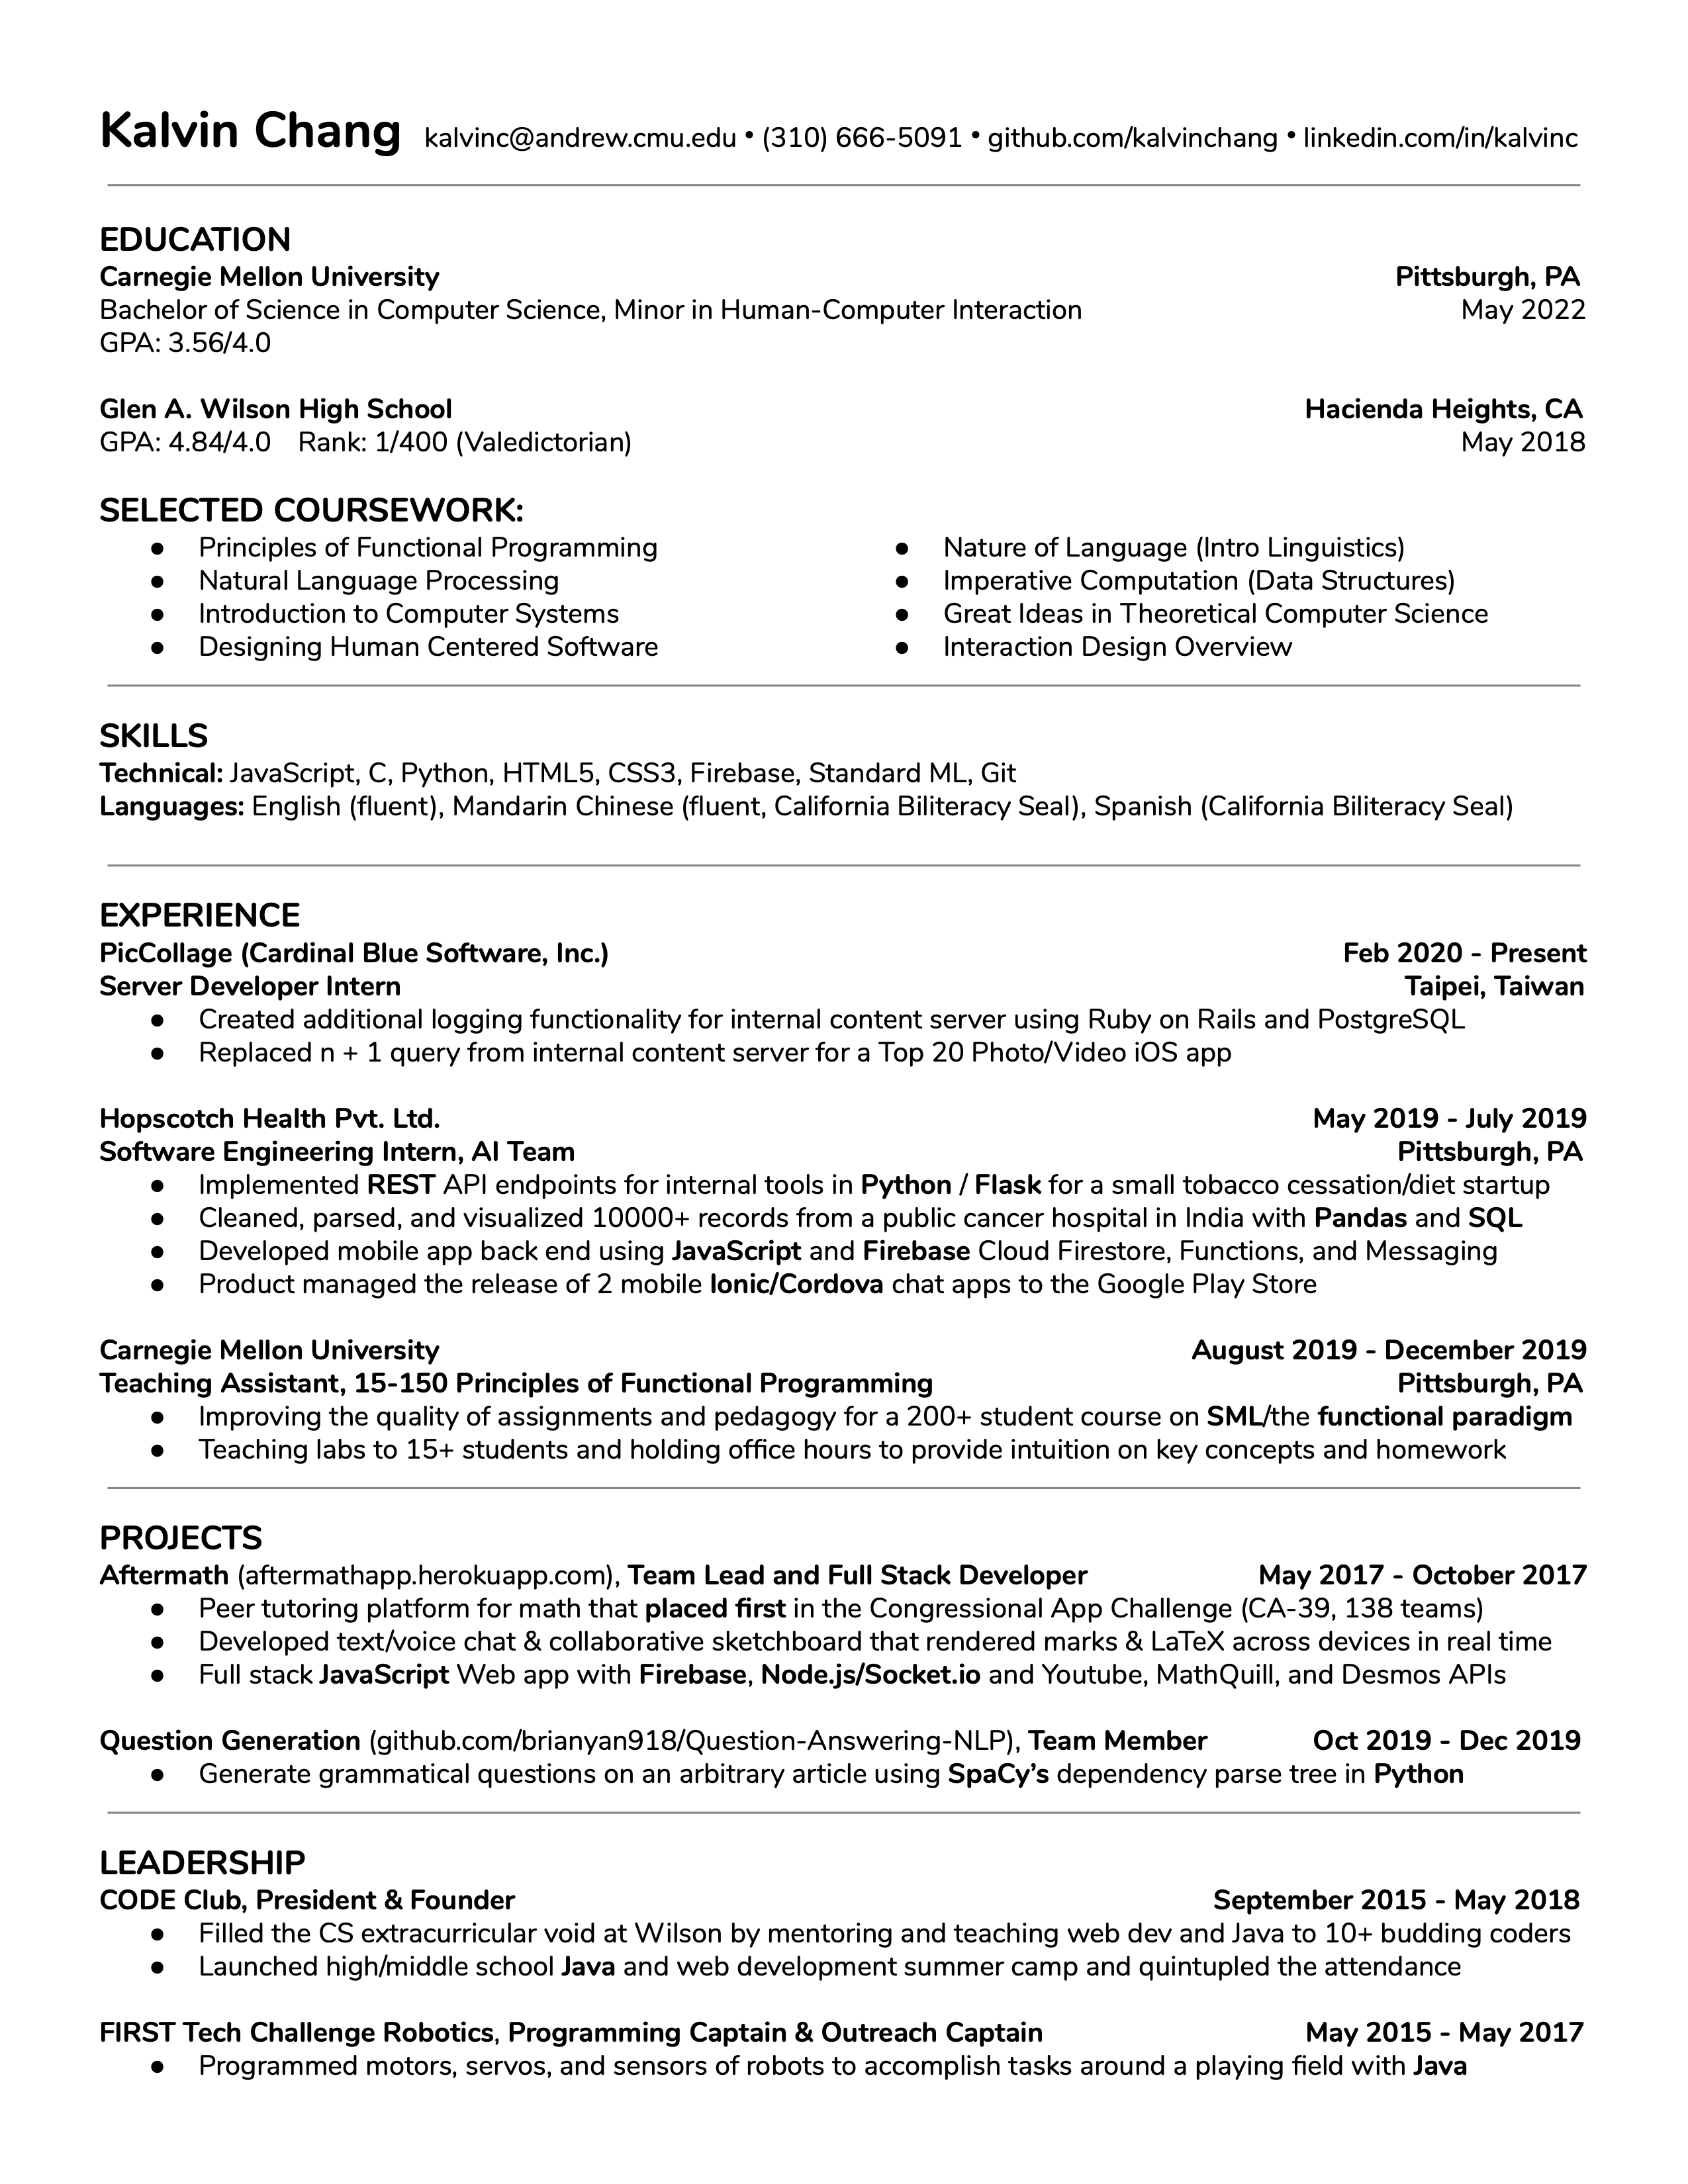 Kalvin Chang kalvinc@andrew.cmu.edu • (310) 666-5091 • github.com/kalvinchang • linkedin.com/in/kalvinc
EDUCATION
Carnegie Mellon University Pittsburgh, PA
Bachelor of Science in Computer Science, Minor in Human-Computer Interaction May 2022
GPA: 3.56/4.0
Glen A. Wilson High School Hacienda Heights, CA
GPA: 4.84/4.0 Rank: 1/400 (Valedictorian) May 2018
SELECTED COURSEWORK:
● Principles of Functional Programming
● Natural Language Processing
● Introduction to Computer Systems
● Designing Human Centered Software
● Nature of Language (Intro Linguistics)
● Imperative Computation (Data Structures)
● Great Ideas in Theoretical Computer Science
● Interaction Design Overview
SKILLS
Technical: JavaScript, C, Python, HTML5, CSS3, Firebase, Standard ML, Git
Languages: English (fluent), Mandarin Chinese (fluent, California Biliteracy Seal), Spanish (California Biliteracy Seal)
EXPERIENCE
PicCollage (Cardinal Blue Software, Inc.) Feb 2020 - Present
Server Developer Intern Taipei, Taiwan
● Created additional logging functionality for internal content server using Ruby on Rails and PostgreSQL
● Replaced n + 1 query from internal content server for a Top 20 Photo/Video iOS app
Hopscotch Health Pvt. Ltd. May 2019 - July 2019
Software Engineering Intern, AI Team Pittsburgh, PA
● Implemented REST API endpoints for internal tools in Python / Flask for a small tobacco cessation/diet startup
● Cleaned, parsed, and visualized 10000+ records from a public cancer hospital in India with Pandas and SQL
● Developed mobile app back end using JavaScript and Firebase Cloud Firestore, Functions, and Messaging
● Product managed the release of 2 mobile Ionic/Cordova chat apps to the Google Play Store
Carnegie Mellon University August 2019 - December 2019
Teaching Assistant, 15-150 Principles of Functional Programming Pittsburgh, PA
● Improving the quality of assignments and pedagogy for a 200+ student course on SML/the functional paradigm
● Teaching labs to 15+ students and holding office hours to provide intuition on key concepts and homework
PROJECTS
Aftermath (aftermathapp.herokuapp.com), Team Lead and Full Stack Developer May 2017 - October 2017
● Peer tutoring platform for math that placed first in the Congressional App Challenge (CA-39, 138 teams)
● Developed text/voice chat & collaborative sketchboard that rendered marks & LaTeX across devices in real time
● Full stack JavaScript Web app with Firebase, Node.js/Socket.io and Youtube, MathQuill, and Desmos APIs
Question Generation (github.com/brianyan918/Question-Answering-NLP), Team Member Oct 2019 - Dec 2019
● Generate grammatical questions on an arbitrary article using SpaCy’s dependency parse tree in Python
LEADERSHIP
CODE Club, President & Founder September 2015 - May 2018
● Filled the CS extracurricular void at Wilson by mentoring and teaching web dev and Java to 10+ budding coders
● Launched high/middle school Java and web development summer camp and quintupled the attendance
FIRST Tech Challenge Robotics, Programming Captain & Outreach Captain May 2015 - May 2017
● Programmed motors, servos, and sensors of robots to accomplish tasks around a playing field with Java